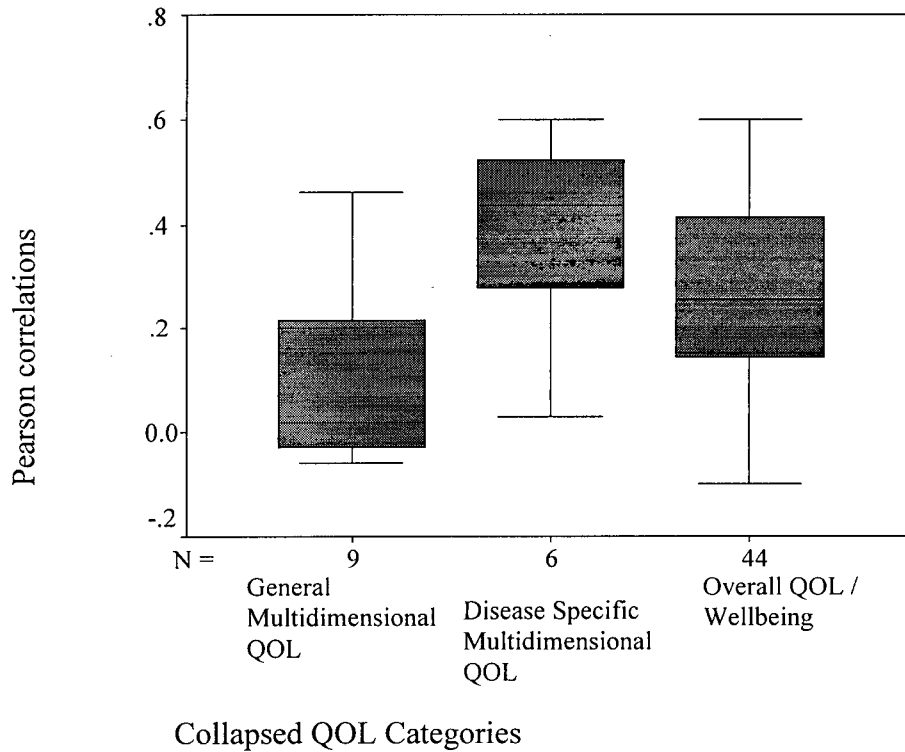 .8
.6
.4
.2
0.0
-.2
Pearson correlations
N = 9 6 44
General
Multidimensional
QOL
Disease Specific
Multidimensional
QOL
Overall QOL /
Wellbeing
Collapsed QOL Categories